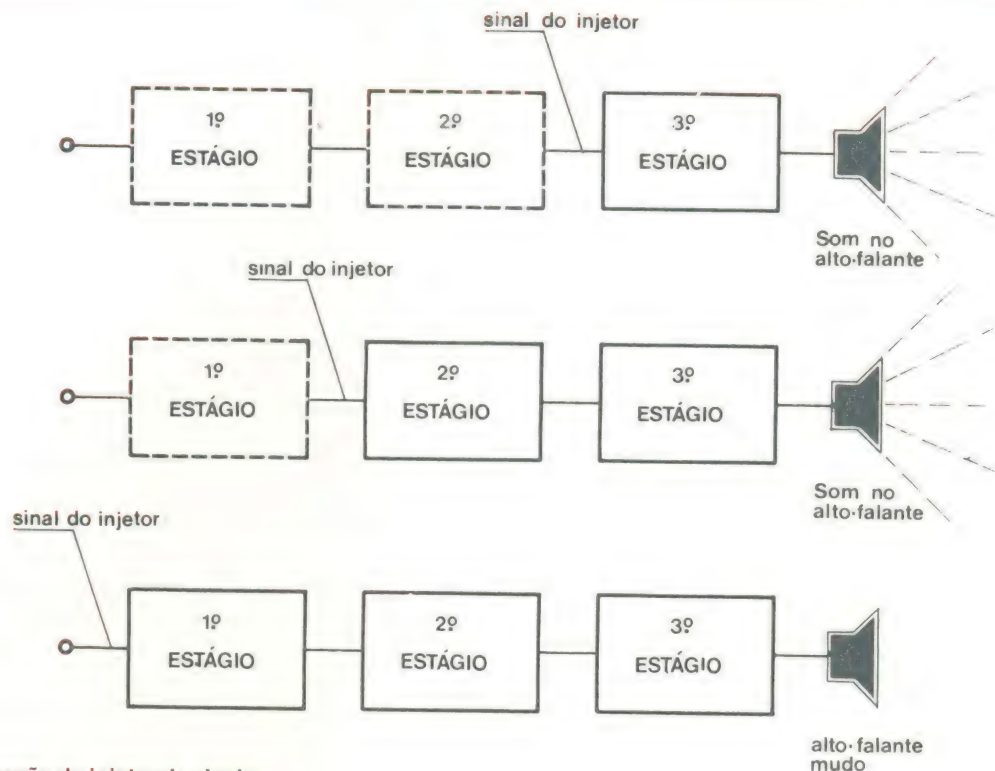 sinal do injetor
1º
ESTÁGIO
2º
ESTÁGIO
3º
ESTÁGIO
Som no
alto-falante
sinal do injetor
1º
ESTÁGIO
2º
ESTÁGIO
3º
ESTÁGIO
Som no
alto-falante
sinal do injetor
1º
ESTÁGIO
2º
ESTÁGIO
3º
ESTÁGIO
alto-falante
mudo